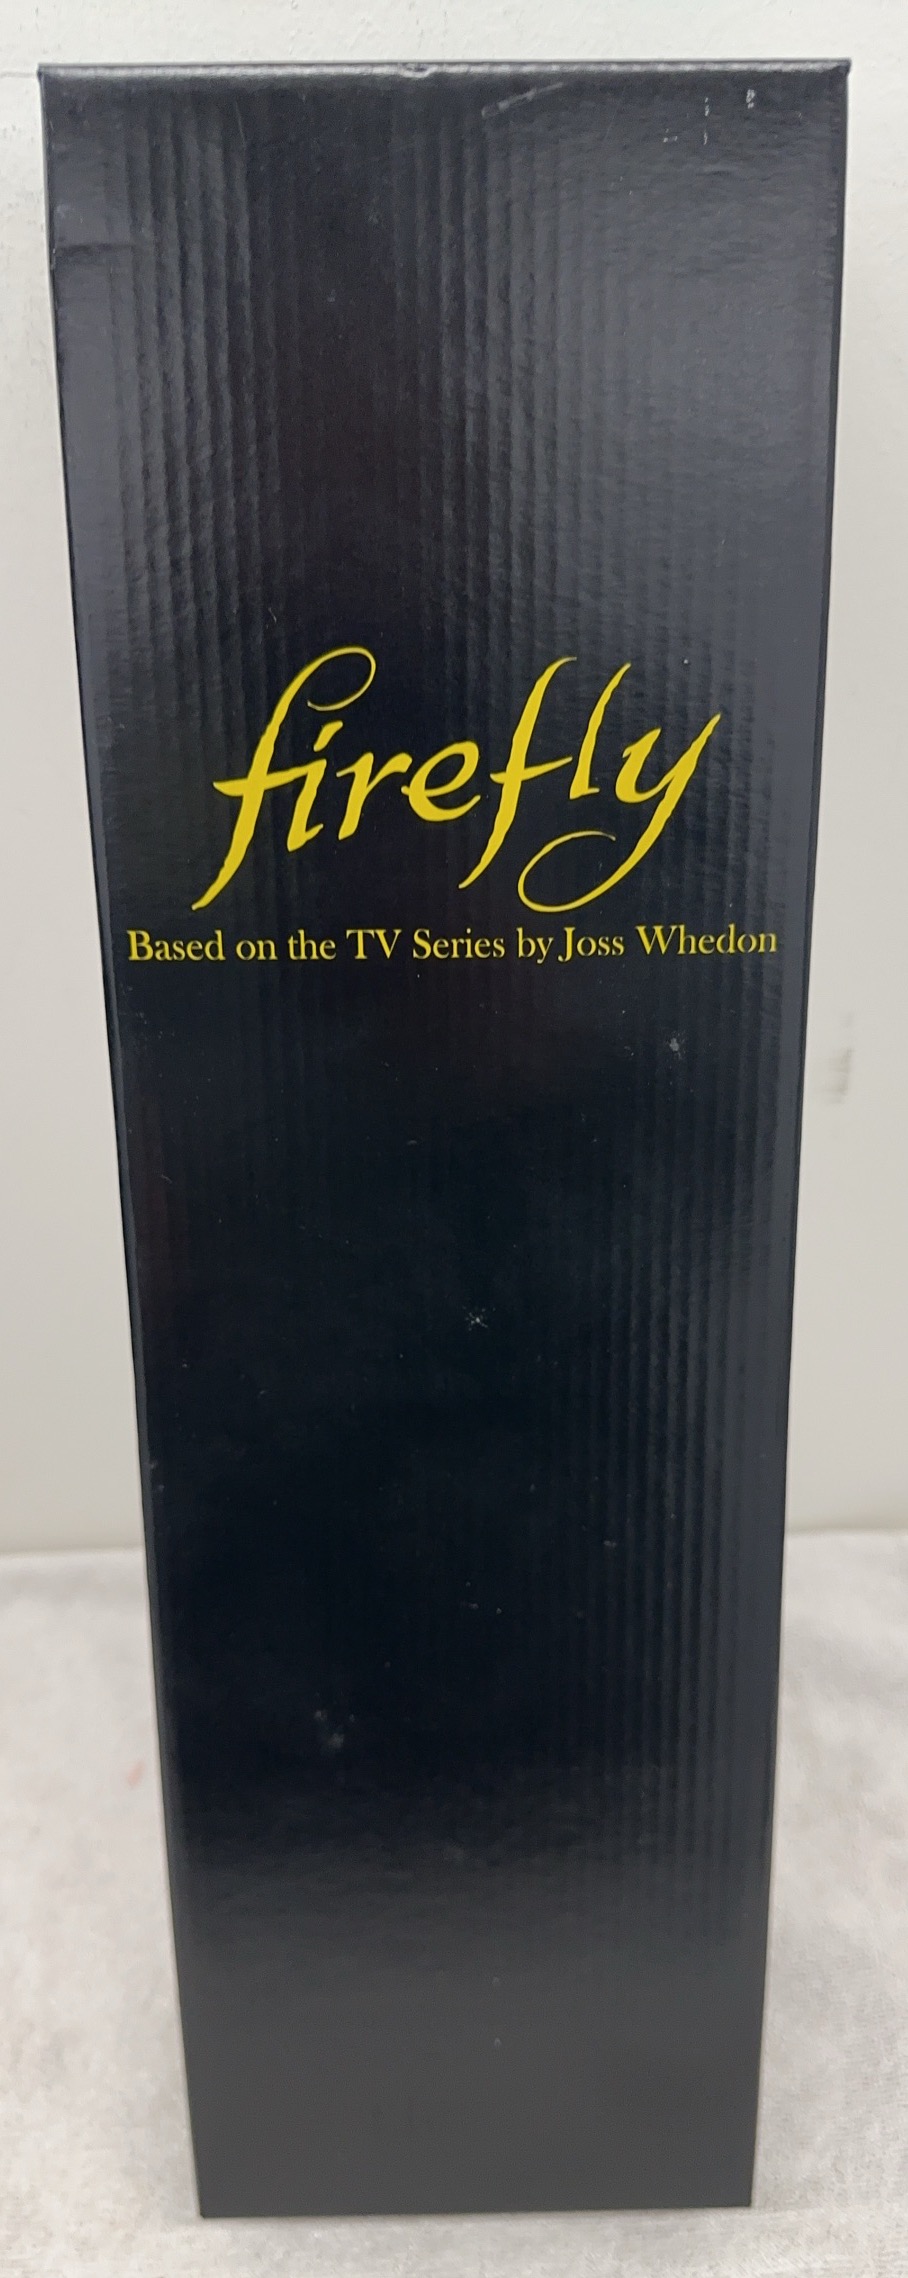 firefly
Based on the TV Series by Joss Whedon